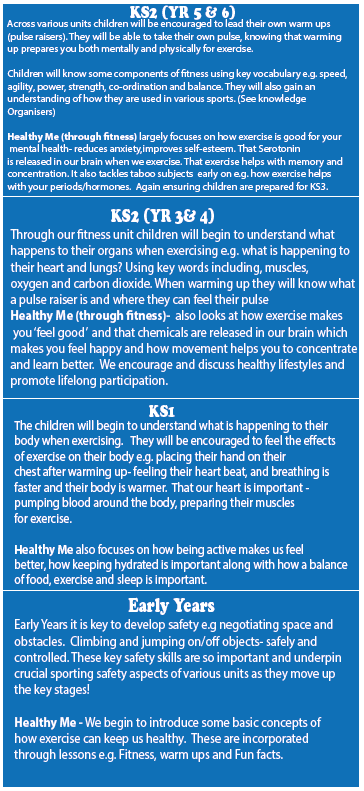 KS2 (YR 5 & 6)
Across various units children will be encouraged to lead their own warm ups
(pulse raisers). They will be able to take their own pulse, knowing that warming
up prepares you both mentally and physically for exercise.
Children will know some components of fitness using key vocabulary e.g. speed,
agility, power, strength, co-ordination and balance. They will also gain an
understanding of how they are used in various sports. (See knowledge
Organisers)
Healthy Me (through fitness) largely focuses on how exercise is good for your
mental health- reduces anxiety,improves self-esteem. That Serotonin
is released in our brain when we exercise. That exercise helps with memory and
concentration. It also tackles taboo subjects early on e.g. how exercise helps
with your periods/hormones. Again ensuring children are prepared for KS3.
KS2 (YR 3& 4)
Through our fitness unit children will begin to understand what
happens to their organs when exercising e.g. what is happening to
their heart and lungs? Using key words including, muscles,
oxygen and carbon dioxide. When warming up they will know what
a pulse raiser is and where they can feel their pulse
Healthy Me (through fitness)- also looks at how exercise makes
you ‘feel good’ and that chemicals are released in our brain which
makes you feel happy and how movement helps you to concentrate
and learn better. We encourage and discuss healthy lifestyles and
promote lifelong participation.
KS1
The children will begin to understand what is happening to their
body when exercising. They will be encouraged to feel the effects
of exercise on their body e.g. placing their hand on their
chest after warming up- feeling their heart beat, and breathing is
faster and their body is warmer. That our heart is important -
pumping blood around the body, preparing their muscles
for exercise.
Healthy Me also focuses on how being active makes us feel
better, how keeping hydrated is important along with how a balance
of food, exercise and sleep is important.
Early Years
Early Years it is key to develop safety e.g negotiating space and
obstacles. Climbing and jumping on/off objects- safely and
controlled. These key safety skills are so important and underpin
crucial sporting safety aspects of various units as they move up
the key stages!
Healthy Me - We begin to introduce some basic concepts of
how exercise can keep us healthy. These are incorporated
through lessons e.g. Fitness, warm ups and Fun facts.